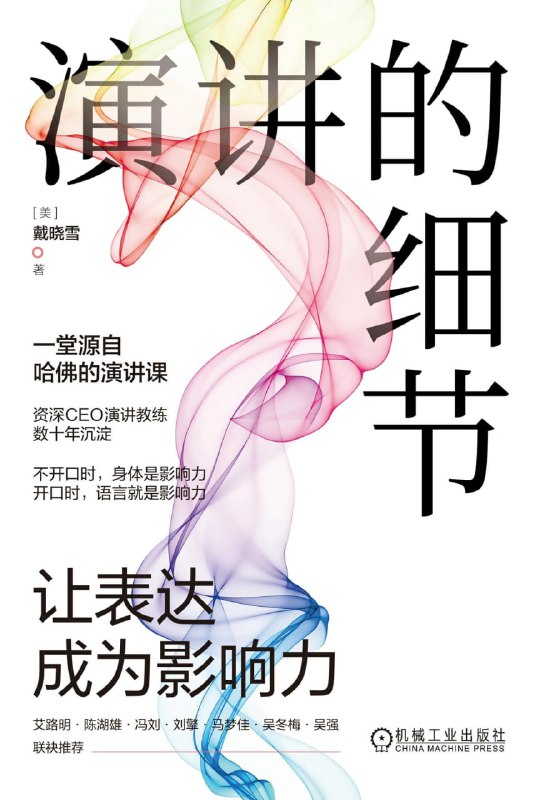 演讲的
细节
[美]
戴晓雪
著
一堂源自
哈佛的演讲课
资深CEO演讲教练
数十年沉淀
不开口时，身体是影响力
开口时，语言就是影响力
让表达
成为影响力
艾路明·陈湖雄·冯刘·刘擎·马梦佳·吴冬梅·吴强
联袂推荐
机械工业出版社
CHINA MACHINE PRESS